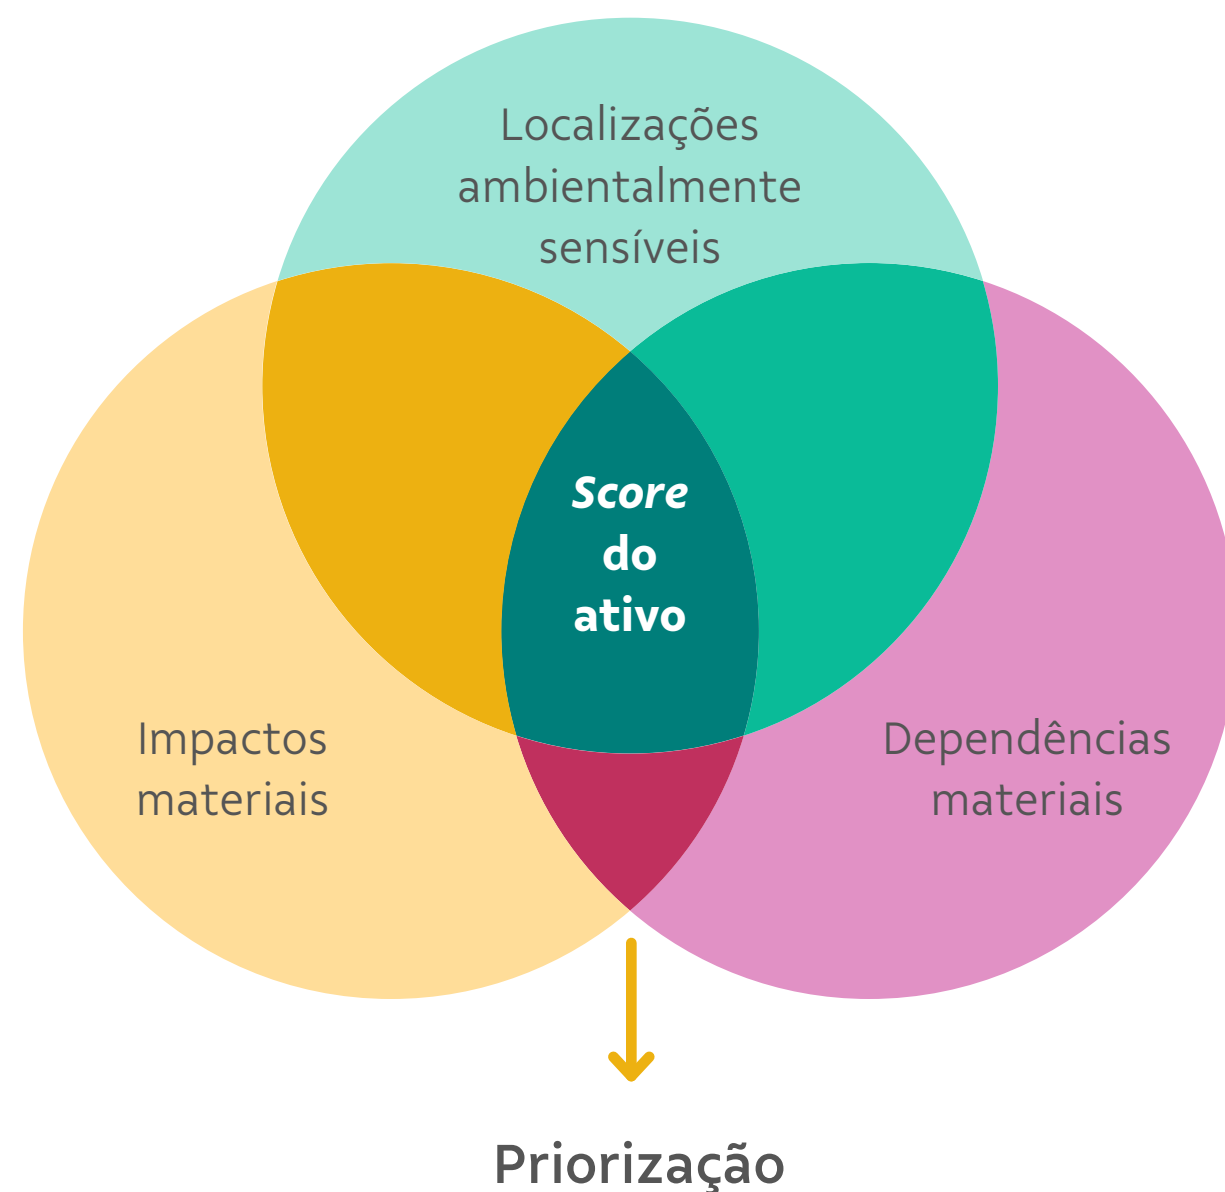 Localizações
ambientalmente
sensíveis
Score
do
ativo
Impactos
materiais
Dependências
materiais
Priorização